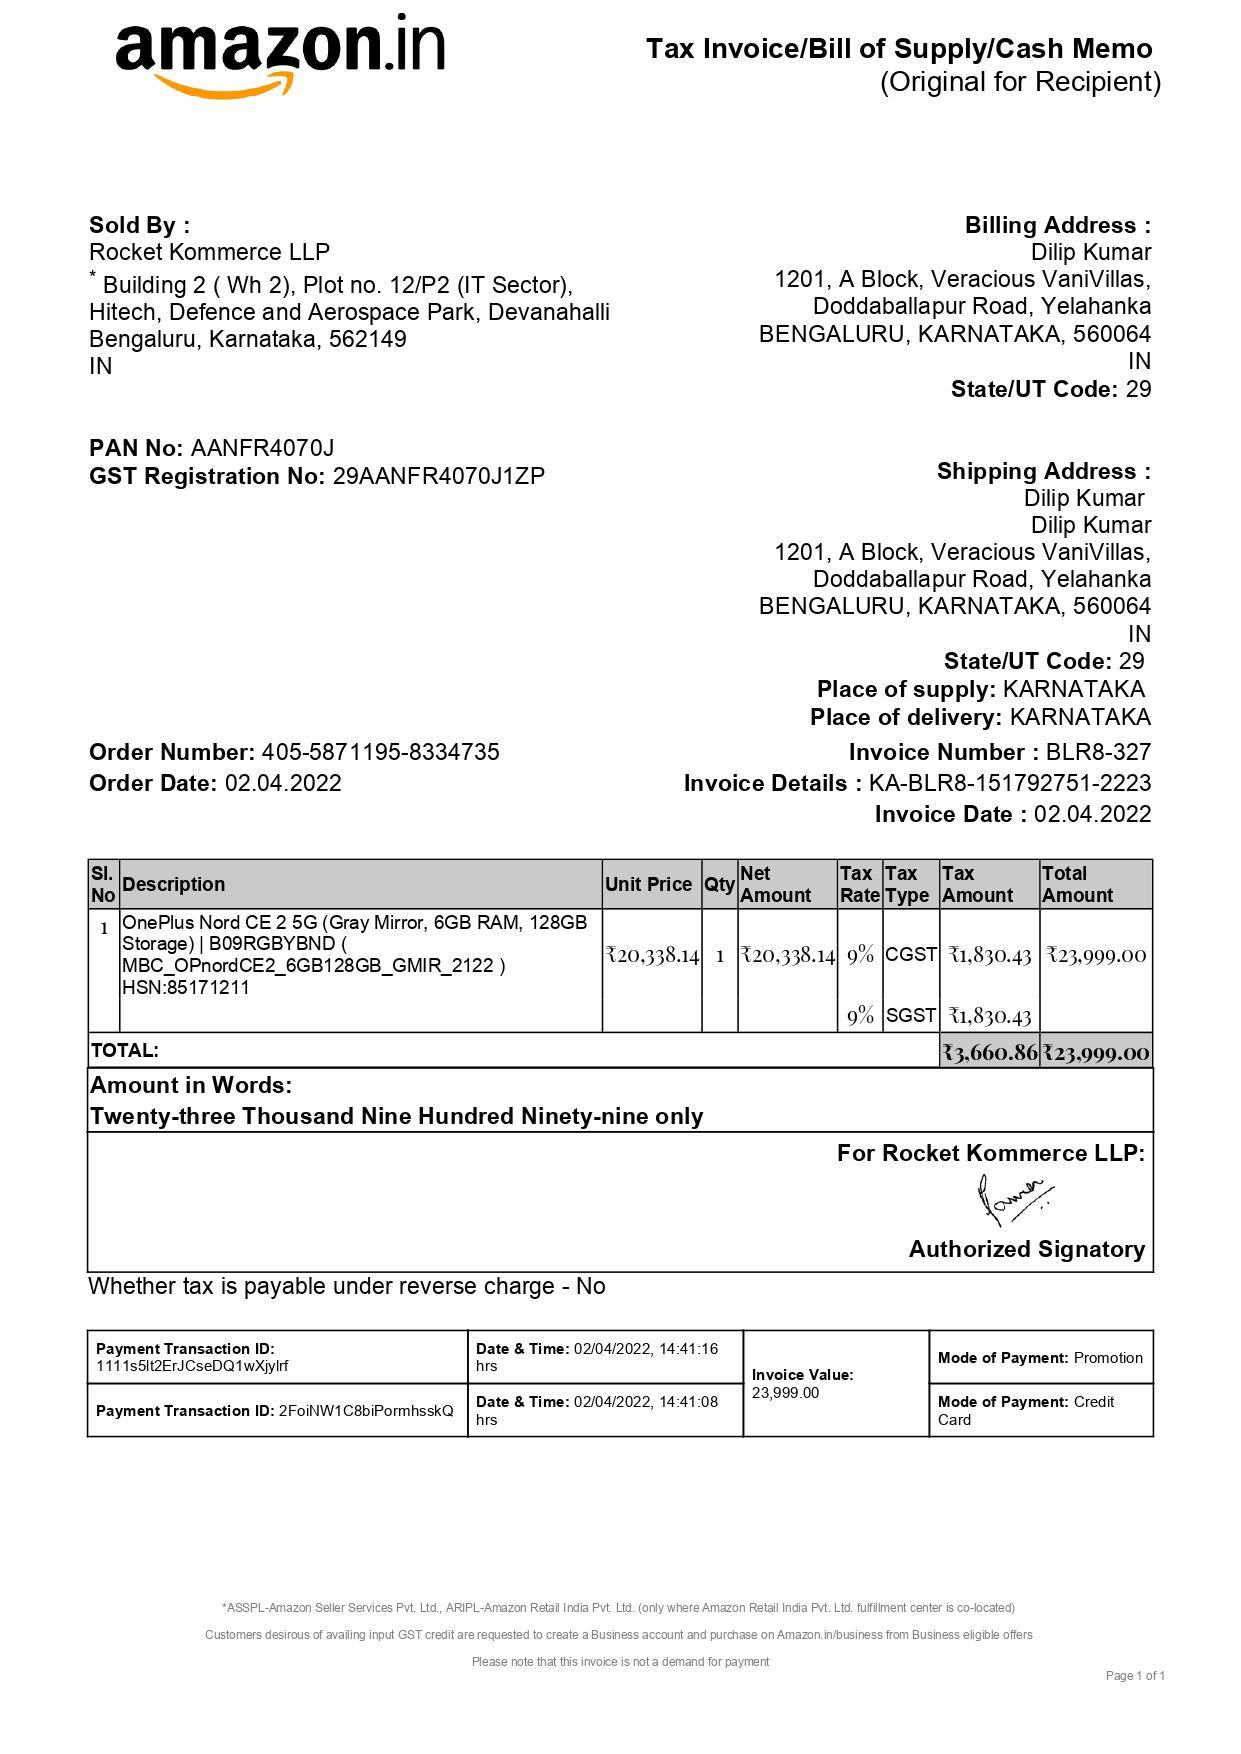 amazon.in
Tax Invoice/Bill of Supply/Cash Memo
(Original for Recipient)
Sold By :
Rocket Kommerce LLP
* Building 2 ( Wh 2), Plot no. 12/P2 (IT Sector),
Hitech, Defence and Aerospace Park, Devanahalli
Bengaluru, Karnataka, 562149
IN
Billing Address :
Dilip Kumar
1201, A Block, Veracious VaniVillas,
Doddaballapur Road, Yelahanka
BENGALURU, KARNATAKA, 560064
IN
State/UT Code: 29
PAN No: AANFR4070J
GST Registration No: 29AANFR4070J1ZP
Shipping Address :
Dilip Kumar
Dilip Kumar
1201, A Block, Veracious VaniVillas,
Doddaballapur Road, Yelahanka
BENGALURU, KARNATAKA, 560064
IN
State/UT Code: 29
Place of supply: KARNATAKA
Place of delivery: KARNATAKA
Order Number: 405-5871195-8334735
Order Date: 02.04.2022
Invoice Number : BLR8-327
Invoice Details : KA-BLR8-151792751-2223
Invoice Date : 02.04.2022
Sl. No Description Unit Price Qty Net Amount Tax Rate Tax Type Tax Amount Total Amount
1 OnePlus Nord CE 2 5G (Gray Mirror, 6GB RAM, 128GB
Storage) | B09RGBYBND (
MBC_OPnordCE2_6GB128GB_GMIR_2122 )
HSN:85171211
₹20,338.14 1 ₹20,338.14 9% CGST ₹1,830.43 ₹23,999.00
9% SGST ₹1,830.43
TOTAL: ₹3,660.86 ₹23,999.00
Amount in Words:
Twenty-three Thousand Nine Hundred Ninety-nine only
For Rocket Kommerce LLP:
Authorized Signatory
Whether tax is payable under reverse charge - No
Payment Transaction ID:
1111s5lt2ErJCseDQ1wXjylrf
Date & Time: 02/04/2022, 14:41:16
hrs
Invoice Value:
23,999.00
Mode of Payment: Promotion
Payment Transaction ID: 2FoiNW1C8biPormhsskQ
Date & Time: 02/04/2022, 14:41:08
hrs
Mode of Payment: Credit
Card
*ASSPL-Amazon Seller Services Pvt. Ltd., ARIPL-Amazon Retail India Pvt. Ltd. (only where Amazon Retail India Pvt. Ltd. fulfillment center is co-located)
Customers desirous of availing input GST credit are requested to create a Business account and purchase on Amazon.in/business from Business eligible offers
Please note that this invoice is not a demand for payment
Page 1 of 1